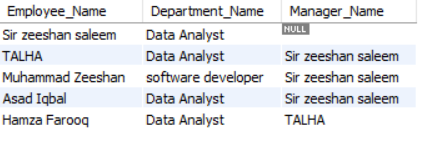 Employee_Name Department_Name Manager_Name
Sir zeeshan saleem Data Analyst NULL
TALHA Data Analyst Sir zeeshan saleem
Muhammad Zeeshan software developer Sir zeeshan saleem
Asad Iqbal Data Analyst Sir zeeshan saleem
Hamza Farooq Data Analyst TALHA